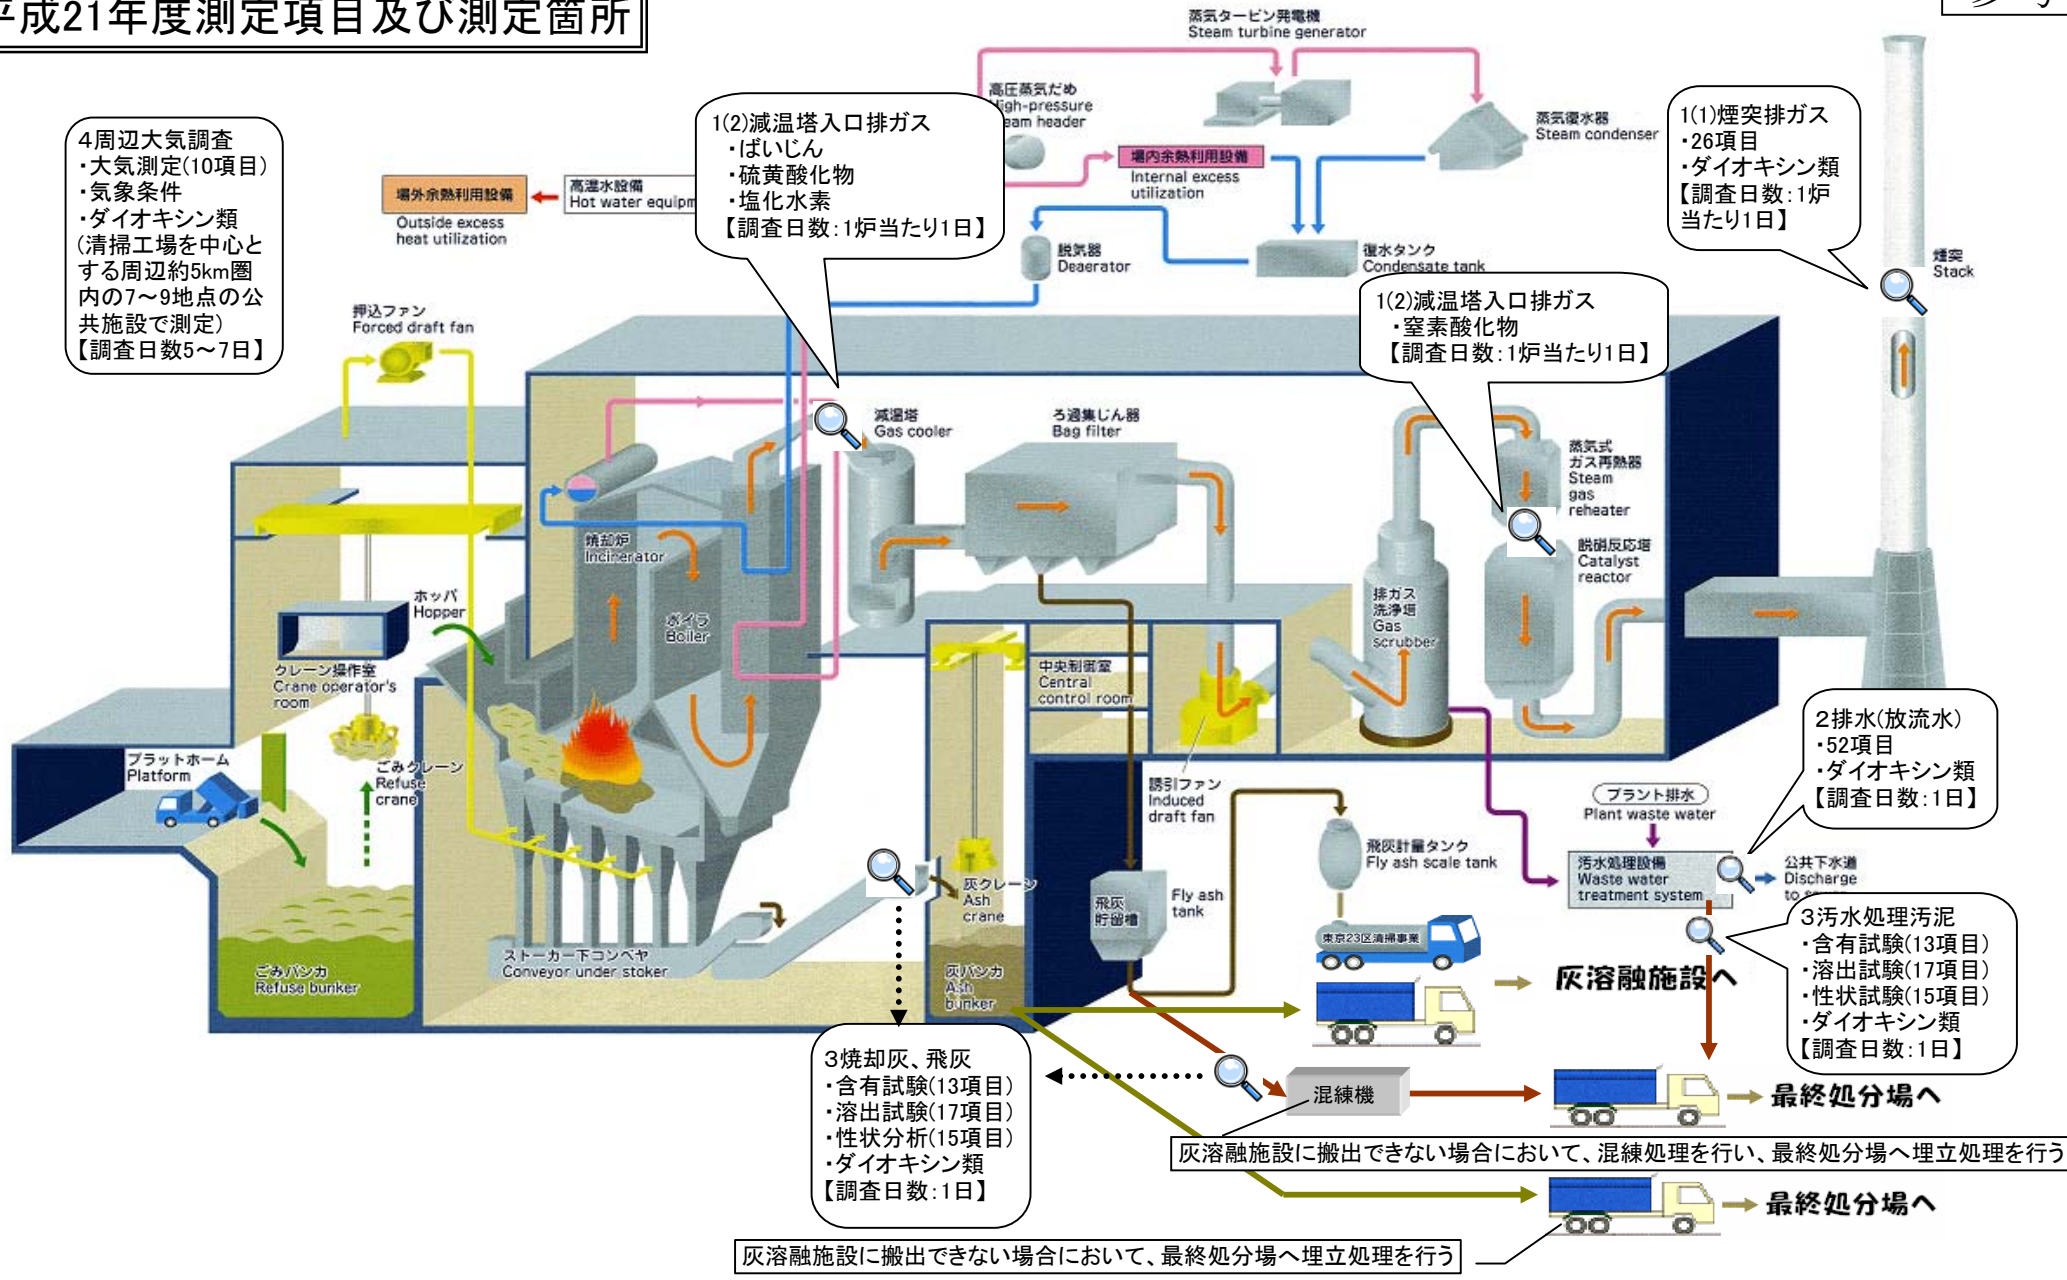 平成21年度測定項目及び測定箇所
蒸気タービン発電機
Steam turbine generator
高圧蒸気だめ
High-pressure
steam header
蒸気復水器
Steam condenser
4周辺大気調査
・大気測定(10項目)
・気象条件
・ダイオキシン類
(清掃工場を中心と
する周辺約5km圏
内の7～9地点の公
共施設で測定)
【調査日数5～7日】
1(2)減温塔入口排ガス
・ばいじん
・硫黄酸化物
・塩化水素
【調査日数:1炉当たり1日】
1(1)煙突排ガス
・26項目
・ダイオキシン類
【調査日数:1炉
当たり1日】
場外余熱利用設備
Outside excess
heat utilization
高温水設備
Hot water equipm
場内余熱利用設備
Internal excess
utilization
脱気器
Deaerator
復水タンク
Condensate tank
煙突
Stack
1(2)減温塔入口排ガス
・窒素酸化物
【調査日数:1炉当たり1日】
押込ファン
Forced draft fan
減温塔
Gas cooler
ろ過集じん器
Bag filter
蒸気式
ガス再熱器
Steam
gas
reheater
焼却炉
Incinerator
脱硝反応塔
Catalyst
reactor
ホッパ
Hopper
ボイラ
Boiler
排ガス
洗浄塔
Gas
scrubber
クレーン操作室
Crane operator's
room
中央制御室
Central
control room
プラットホーム
Platform
ごみクレーン
Refuse
crane
誘引ファン
Induced
draft fan
2排水(放流水)
・52項目
・ダイオキシン類
【調査日数:1日】
プラント排水
Plant waste water
飛灰計量タンク
Fly ash scale tank
汚水処理設備
Waste water
treatment system
公共下水道
Discharge
to
灰クレーン
Ash
crane
飛灰
貯留槽
Fly ash
tank
3汚水処理汚泥
・含有試験(13項目)
・溶出試験(17項目)
・性状試験(15項目)
・ダイオキシン類
【調査日数:1日】
東京23区清掃事業
ごみバンカ
Refuse bunker
ストーカー下コンベヤ
Conveyor under stoker
灰バンカ
Ash
bunker
灰溶融施設へ
3焼却灰、飛灰
・含有試験(13項目)
・溶出試験(17項目)
・性状分析(15項目)
・ダイオキシン類
【調査日数:1日】
混練機
最終処分場へ
灰溶融施設に搬出できない場合において、混練処理を行い、最終処分場へ埋立処理を行う
最終処分場へ
灰溶融施設に搬出できない場合において、最終処分場へ埋立処理を行う